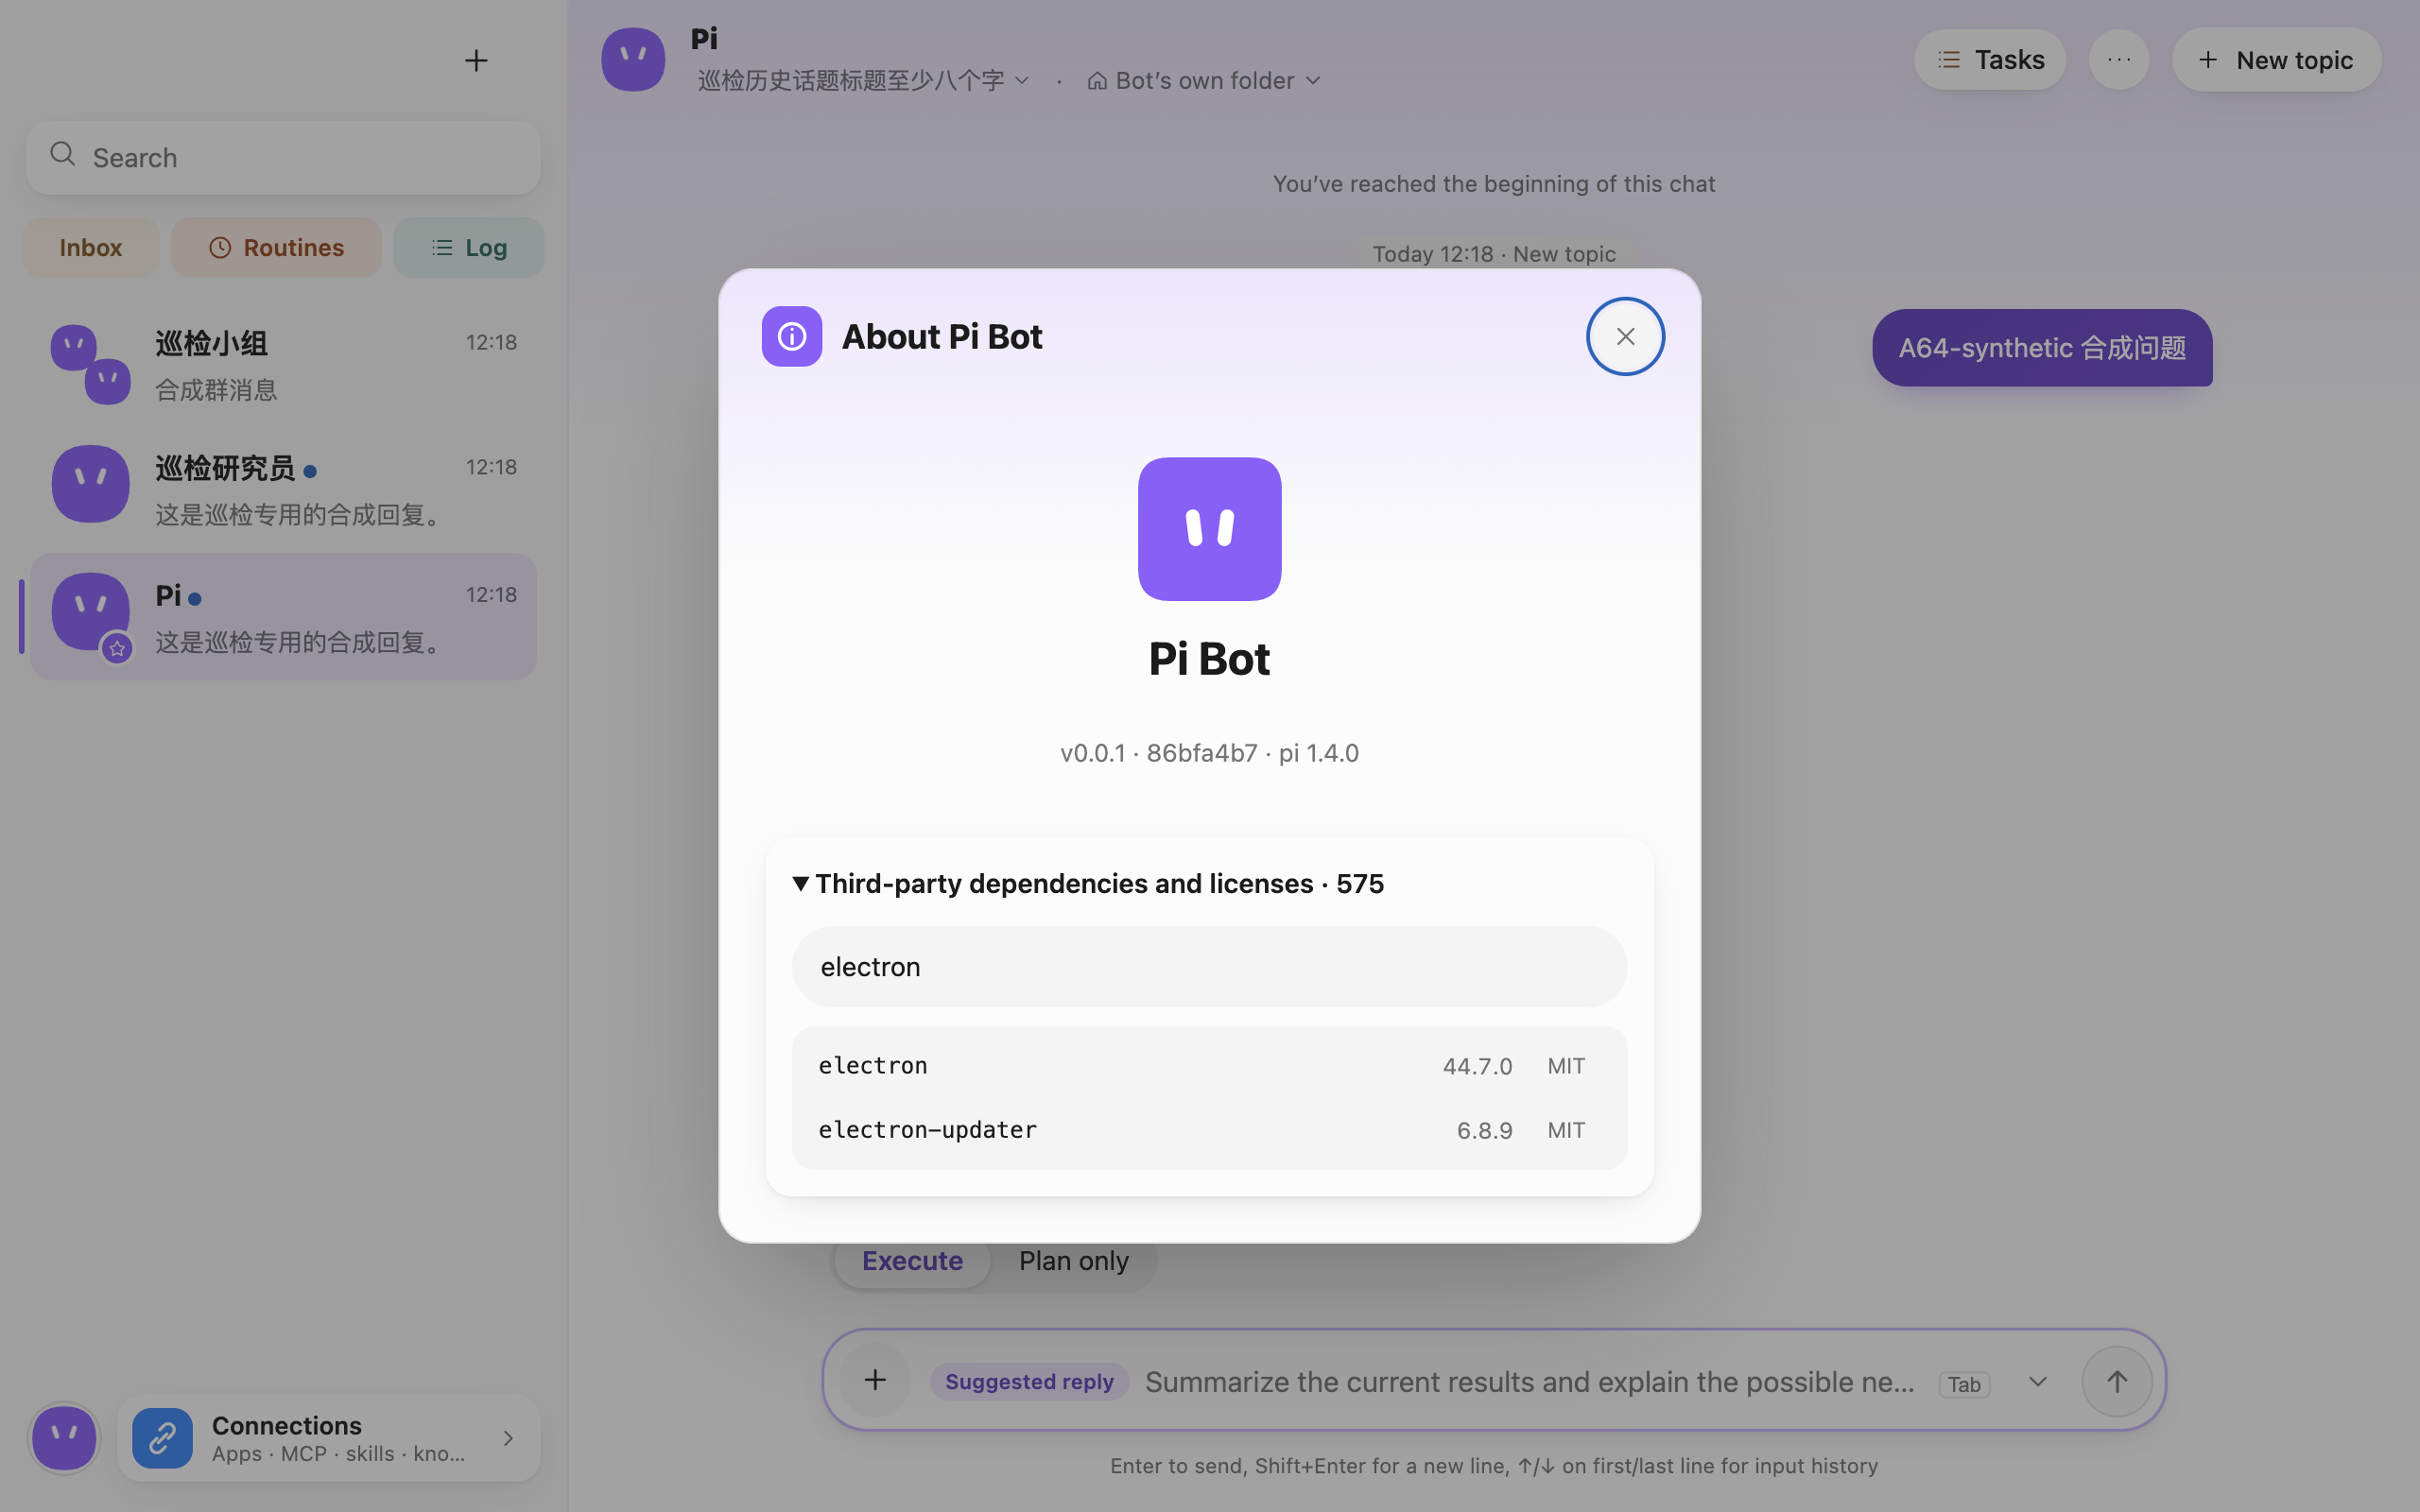 Search
Inbox
Routines
Log
巡检小组
12:18
合成群消息
巡检研究员
12:18
这是巡检专用的合成回复。
Pi
12:18
这是巡检专用的合成回复。
Connections
Apps · MCP · skills · kno...
Pi
巡检历史话题标题至少八个字 · Bot’s own folder
Tasks
···
New topic
You’ve reached the beginning of this chat
Today 12:18 · New topic
A64-synthetic 合成问题
About Pi Bot
Pi Bot
v0.0.1 · 86bfa4b7 · pi 1.4.0
Third-party dependencies and licenses · 575
electron
electron 44.7.0 MIT
electron-updater 6.8.9 MIT
Execute
Plan only
Suggested reply
Summarize the current results and explain the possible ne...
Tab
Enter to send, Shift+Enter for a new line, ↑/↓ on first/last line for input history